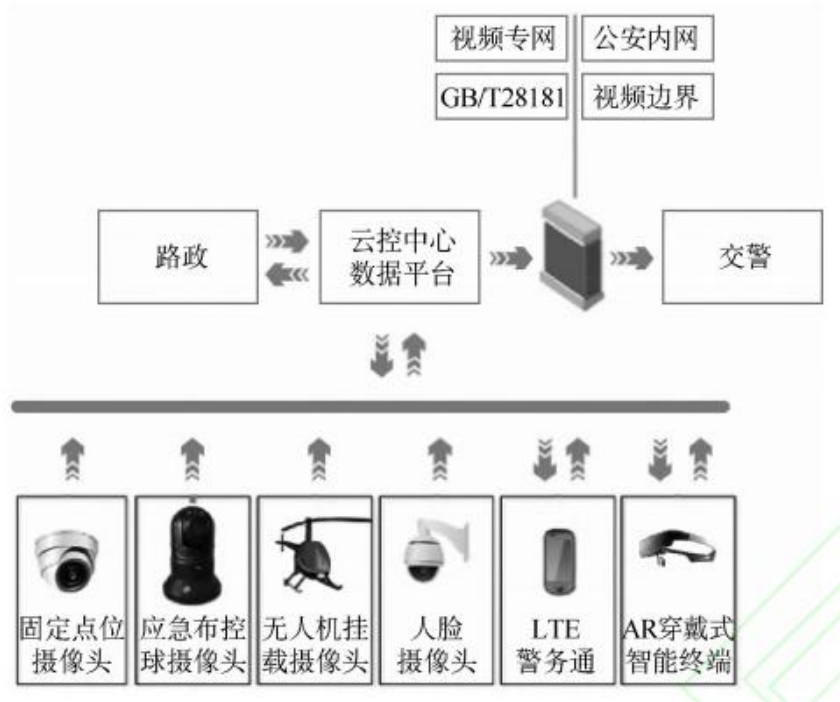 视频专网 公安内网
GB/T28181 视频边界
路政
云控中心
数据平台
交警
固定点位
摄像头
应急布控
球摄像头
无人机挂
载摄像头
人脸
摄像头
LTE
警务通
AR穿戴式
智能终端